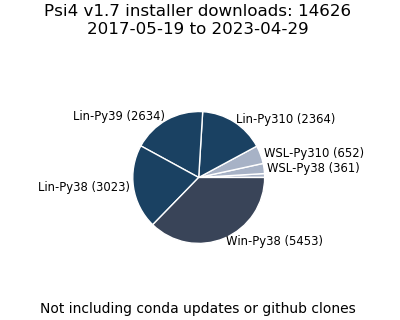 Psi4 v1.7 installer downloads: 14626
2017-05-19 to 2023-04-29
Lin-Py39 (2634)
Lin-Py310 (2364)
WSL-Py310 (652)
WSL-Py38 (361)
Lin-Py38 (3023)
Win-Py38 (5453)
Not including conda updates or github clones